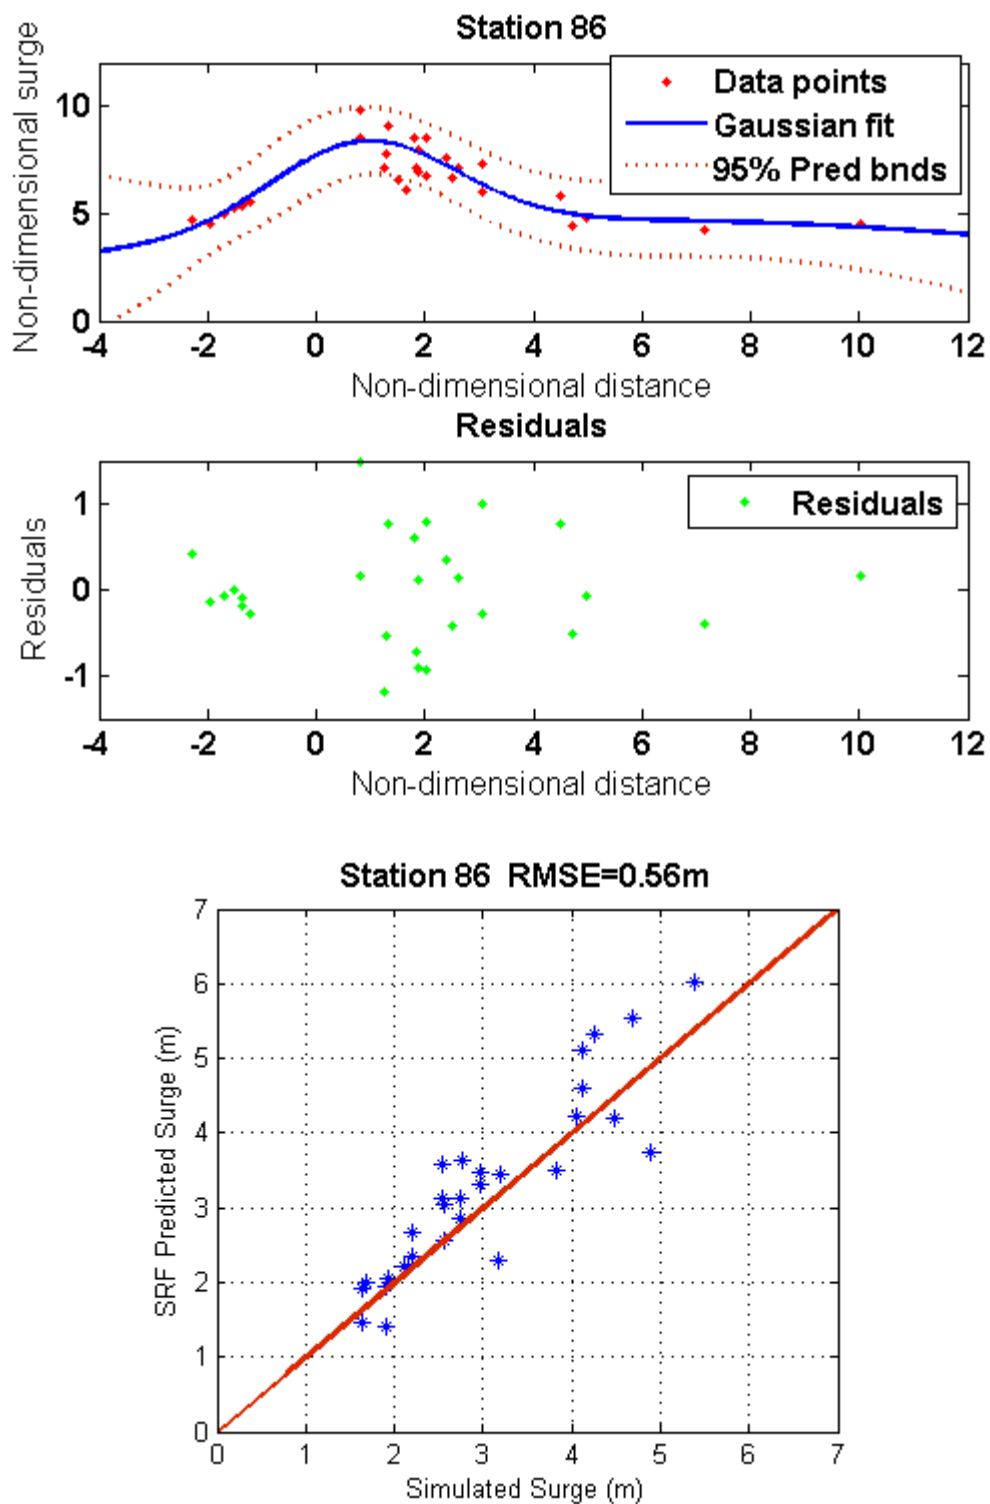 Station 86
Non-dimensional surge
10
5
0
Data points
Gaussian fit
95% Pred bnds
-4 -2 0 2 4 6 8 10 12
Non-dimensional distance
Residuals
Residuals
1
0
-1
Residuals
-4 -2 0 2 4 6 8 10 12
Non-dimensional distance
Station 86 RMSE=0.56m
SRF Predicted Surge (m)
7
6
5
4
3
2
1
0
0 1 2 3 4 5 6 7
Simulated Surge (m)